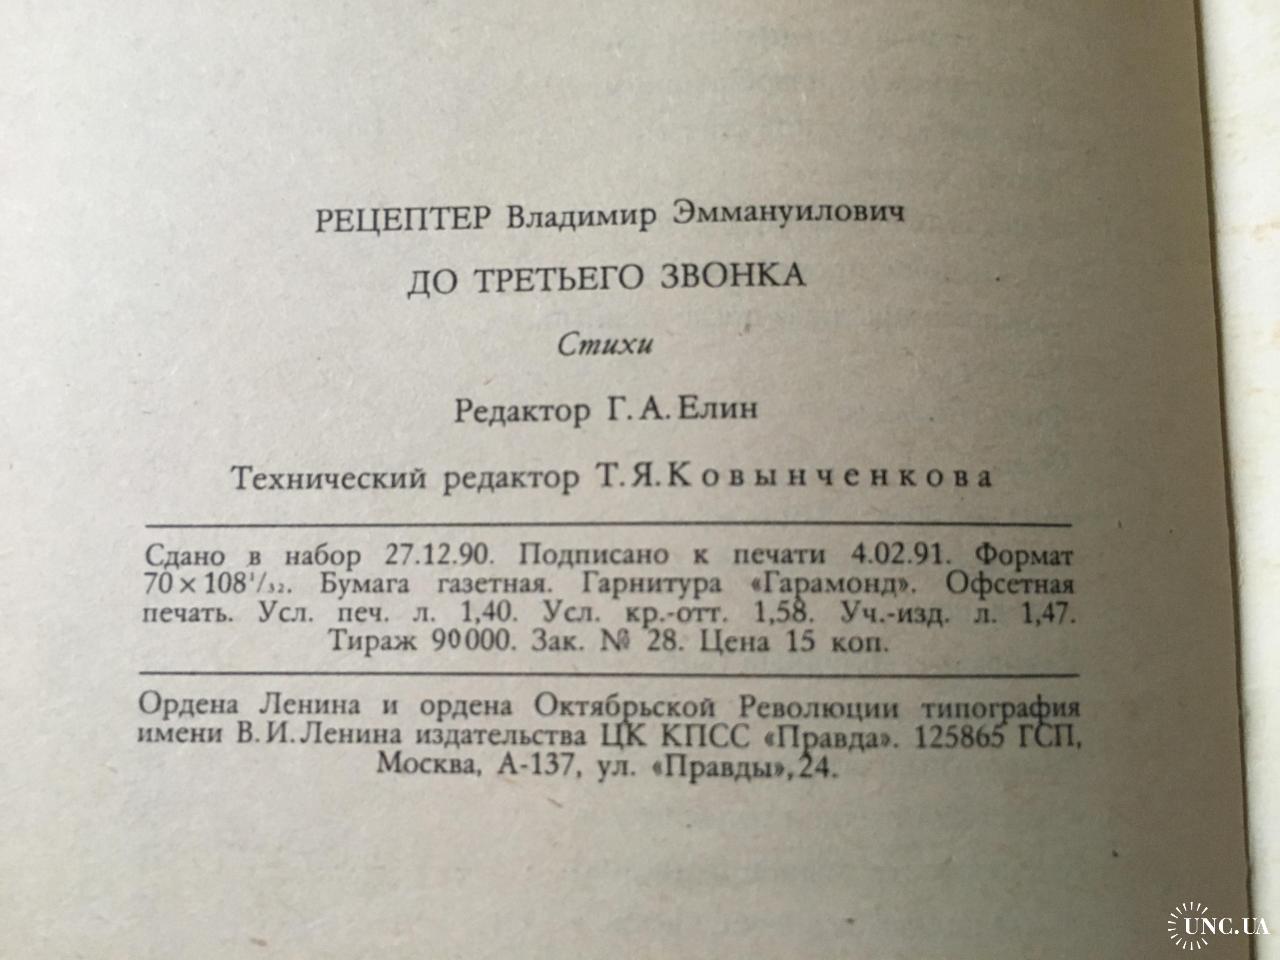 РЕЦЕПТЕР Владимир Эммануилович
ДО ТРЕТЬЕГО ЗВОНКА
Стихи
Редактор Г. А. Елин
Технический редактор Т. Я. Ковынченкова
Сдано в набор 27.12.90. Подписано к печати 4.02.91. Формат
70 × 108¹/₃₂. Бумага газетная. Гарнитура «Гарамонд». Офсетная
печать. Усл. печ. л. 1,40. Усл. кр.-отт. 1,58. Уч.-изд. л. 1,47.
Тираж 90 000. Зак. № 28. Цена 15 коп.
Ордена Ленина и ордена Октябрьской Революции типография
имени В. И. Ленина издательства ЦК КПСС «Правда». 125865 ГСП,
Москва, А-137, ул. «Правды», 24.
UNC.UA